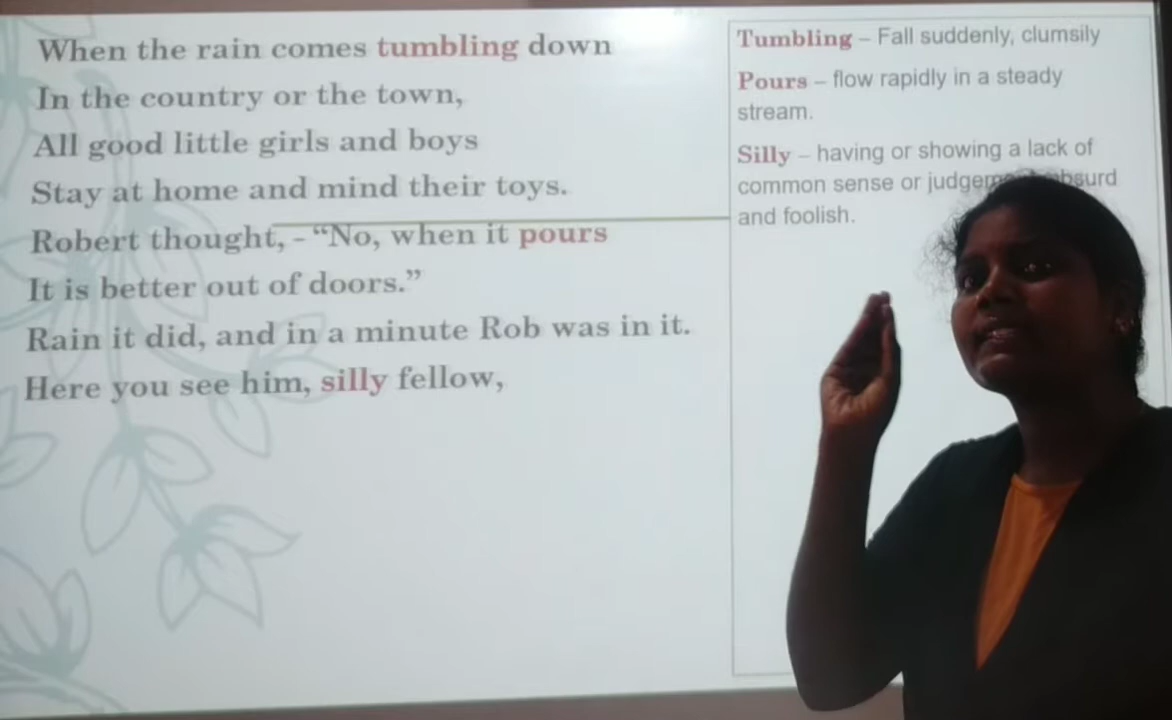 When the rain comes tumbling down
In the country or the town,
All good little girls and boys
Stay at home and mind their toys.
Robert thought, - “No, when it pours
It is better out of doors.”
Rain it did, and in a minute Rob was in it.
Here you see him, silly fellow,
Tumbling – Fall suddenly, clumsily
Pours – flow rapidly in a steady
stream.
Silly – having or showing a lack of
common sense or absurd
and foolish.